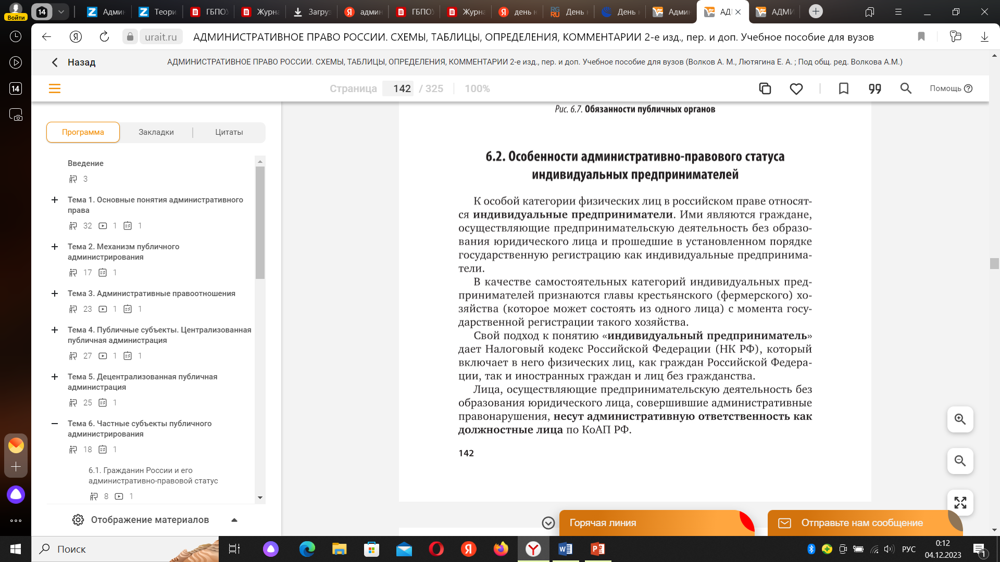 Войти
14
Админ
Теори
ГБПОУ
Журна
Загруз
админ
ГБПОУ
Журна
день н
День н
День н
Админ
АДМ
АДМИ
urait.ru
АДМИНИСТРАТИВНОЕ ПРАВО РОССИИ. СХЕМЫ, ТАБЛИЦЫ, ОПРЕДЕЛЕНИЯ, КОММЕНТАРИИ 2-е изд., пер. и доп. Учебное пособие для вузов
14
Назад
АДМИНИСТРАТИВНОЕ ПРАВО РОССИИ. СХЕМЫ, ТАБЛИЦЫ, ОПРЕДЕЛЕНИЯ, КОММЕНТАРИИ 2-е изд., пер. и доп. Учебное пособие для вузов (Волков А. М., Лютягина Е. А. ; Под общ. ред. Волкова А.М.)
Страница 142 / 325 100%
Помощь
Программа
Закладки
Цитаты
Введение
3
Тема 1. Основные понятия административного
права
32 1 1
Тема 2. Механизм публичного
администрирования
17 1
Тема 3. Административные правоотношения
23 1 1
Тема 4. Публичные субъекты. Централизованная
публичная администрация
27 1 1
Тема 5. Децентрализованная публичная
администрация
25 1
Тема 6. Частные субъекты публичного
администрирования
18 1
6.1. Гражданин России и его
административно-правовой статус
8 1
Отображение материалов
Рис. 6.7. Обязанности публичных органов
6.2. Особенности административно-правового статуса
индивидуальных предпринимателей
К особой категории физических лиц в российском праве относят-
ся индивидуальные предприниматели. Ими являются граждане,
осуществляющие предпринимательскую деятельность без образо-
вания юридического лица и прошедшие в установленном порядке
государственную регистрацию как индивидуальные предпринима-
тели.
В качестве самостоятельных категорий индивидуальных пред-
принимателей признаются главы крестьянского (фермерского) хо-
зяйства (которое может состоять из одного лица) с момента госу-
дарственной регистрации такого хозяйства.
Свой подход к понятию «индивидуальный предприниматель»
дает Налоговый кодекс Российской Федерации (НК РФ), который
включает в него физических лиц, как граждан Российской Федера-
ции, так и иностранных граждан и лиц без гражданства.
Лица, осуществляющие предпринимательскую деятельность без
образования юридического лица, совершившие административные
правонарушения, несут административную ответственность как
должностные лица по КоАП РФ.
142
Горячая линия
Отправьте нам сообщение
Поиск
РУС
0:12
04.12.2023
1